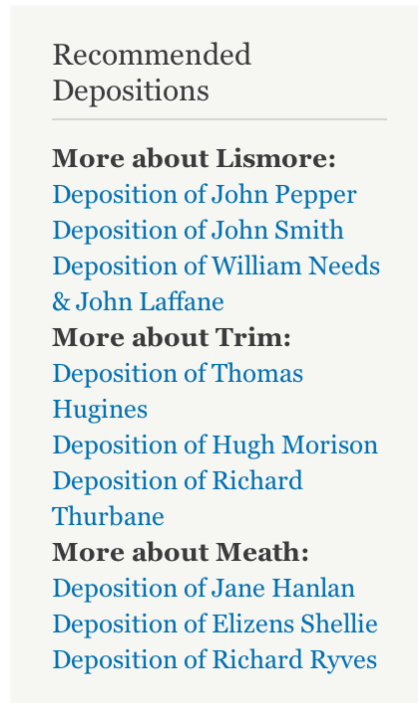 Recommended
Depositions
More about Lismore:
Deposition of John Pepper
Deposition of John Smith
Deposition of William Needs
& John Laffane
More about Trim:
Deposition of Thomas
Hugines
Deposition of Hugh Morison
Deposition of Richard
Thurbane
More about Meath:
Deposition of Jane Hanlan
Deposition of Elizens Shellie
Deposition of Richard Ryves